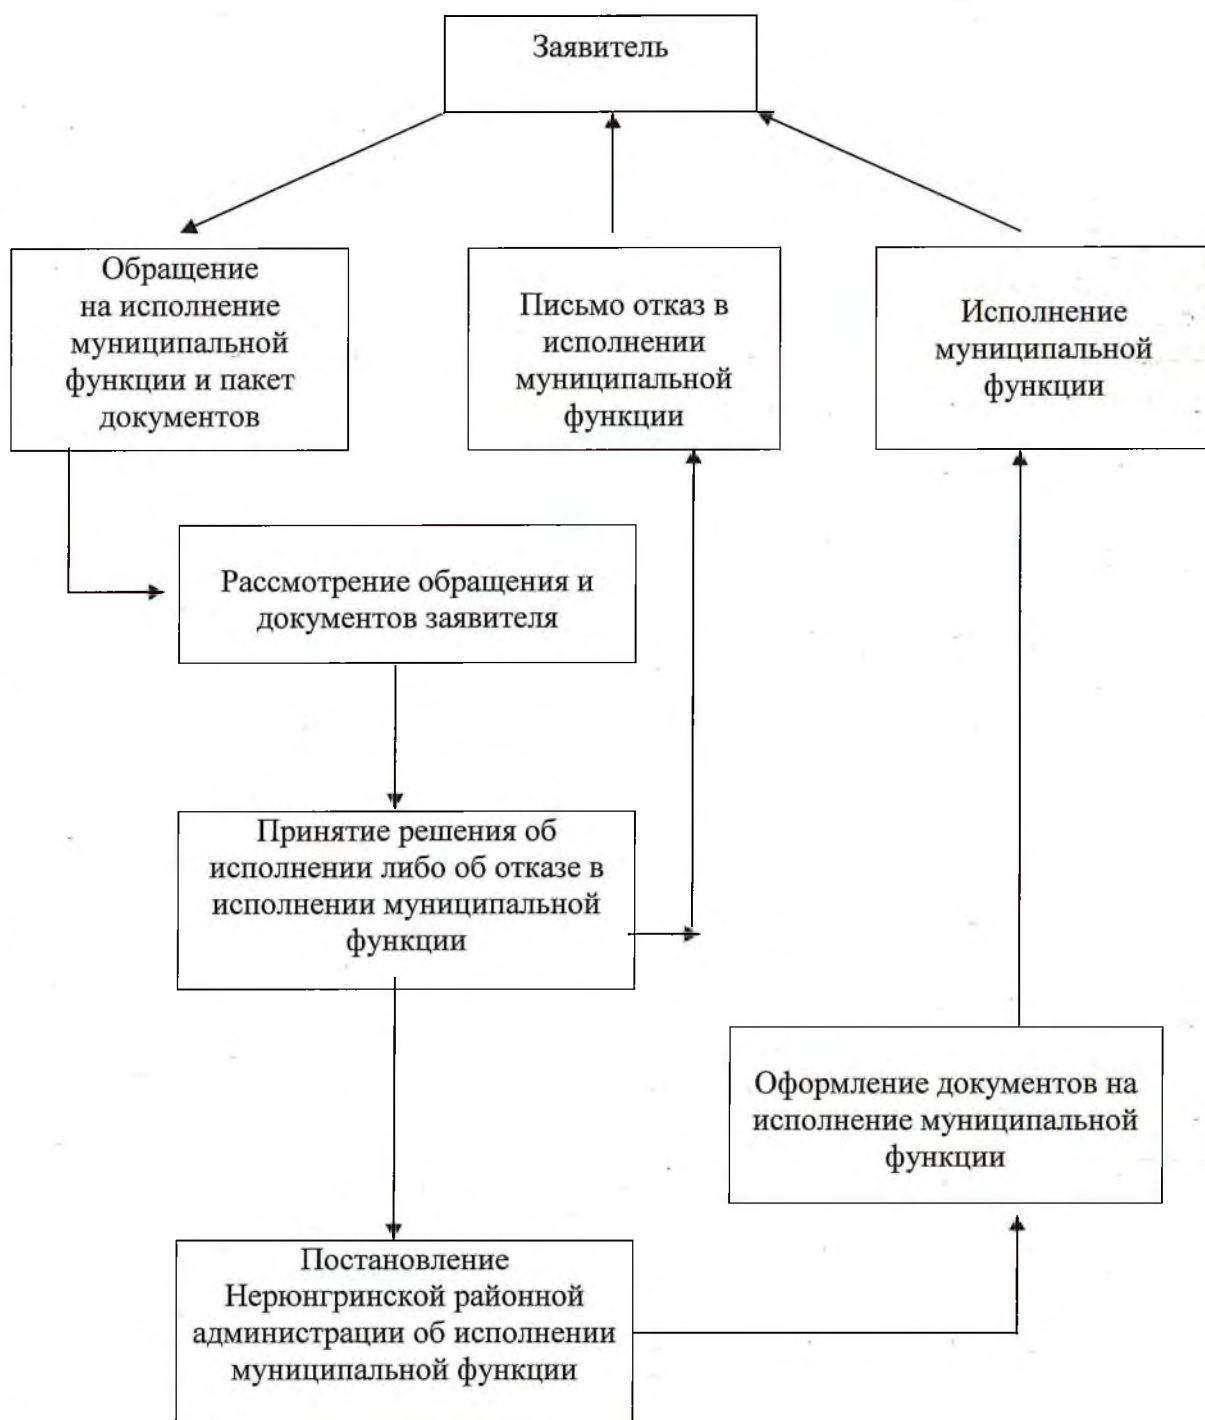 Заявитель
Обращение
на исполнение
муниципальной
функции и пакет
документов
Письмо отказ в
исполнении
муниципальной
функции
Исполнение
муниципальной
функции
Рассмотрение обращения и
документов заявителя
Принятие решения об
исполнении либо об отказе в
исполнении муниципальной
функции
Оформление документов на
исполнение муниципальной
функции
Постановление
Нерюнгринской районной
администрации об исполнении
муниципальной функции